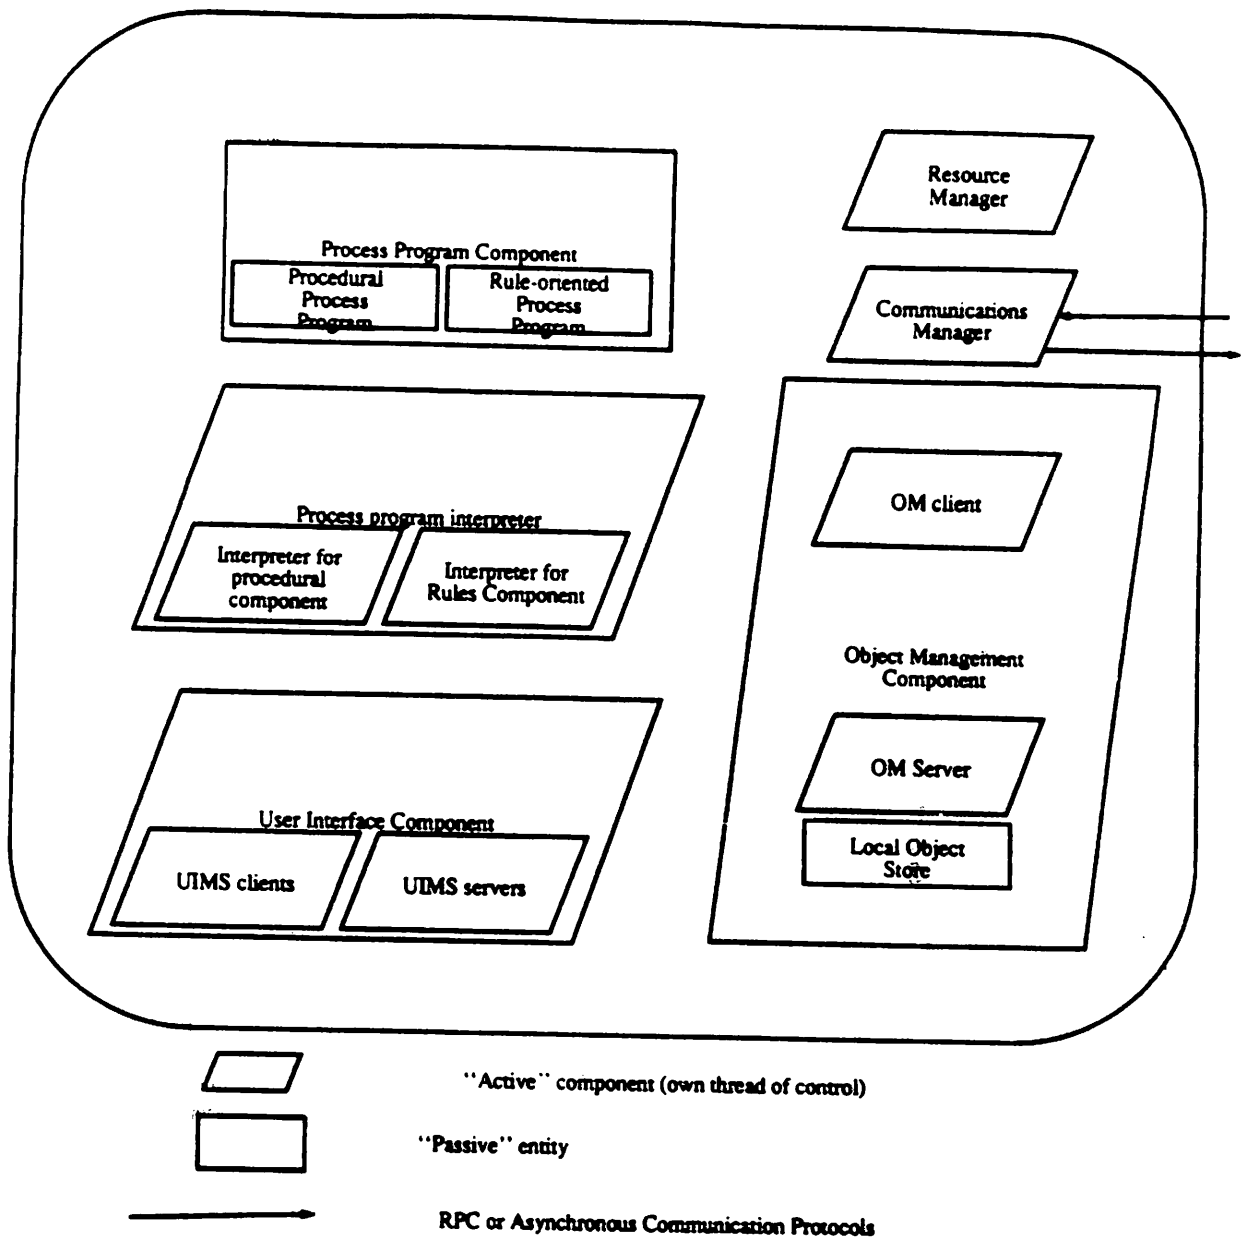 Process Program Component
Procedural
Process
Program
Rule-oriented
Process
Program
Resource
Manager
Communications
Manager
Process program interpreter
Interpreter for
procedural
component
Interpreter for
Rules Component
OM client
Object Management
Component
OM Server
Local Object
Store
User Interface Component
UIMS clients
UIMS servers
"Active" component (own thread of control)
"Passive" entity
RPC or Asynchronous Communication Protocols